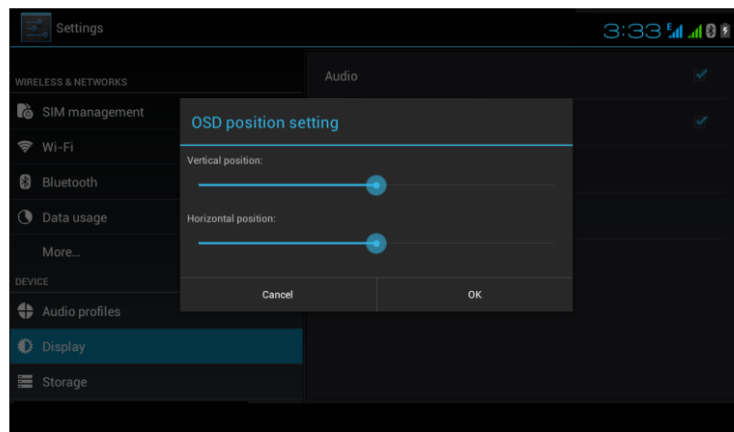 Settings
3:33 E
WIRELESS & NETWORKS
SIM management
Wi-Fi
Bluetooth
Data usage
More...
DEVICE
Audio profiles
Display
Storage
Audio
OSD position setting
Vertical position:
Horizontal position:
Cancel
OK